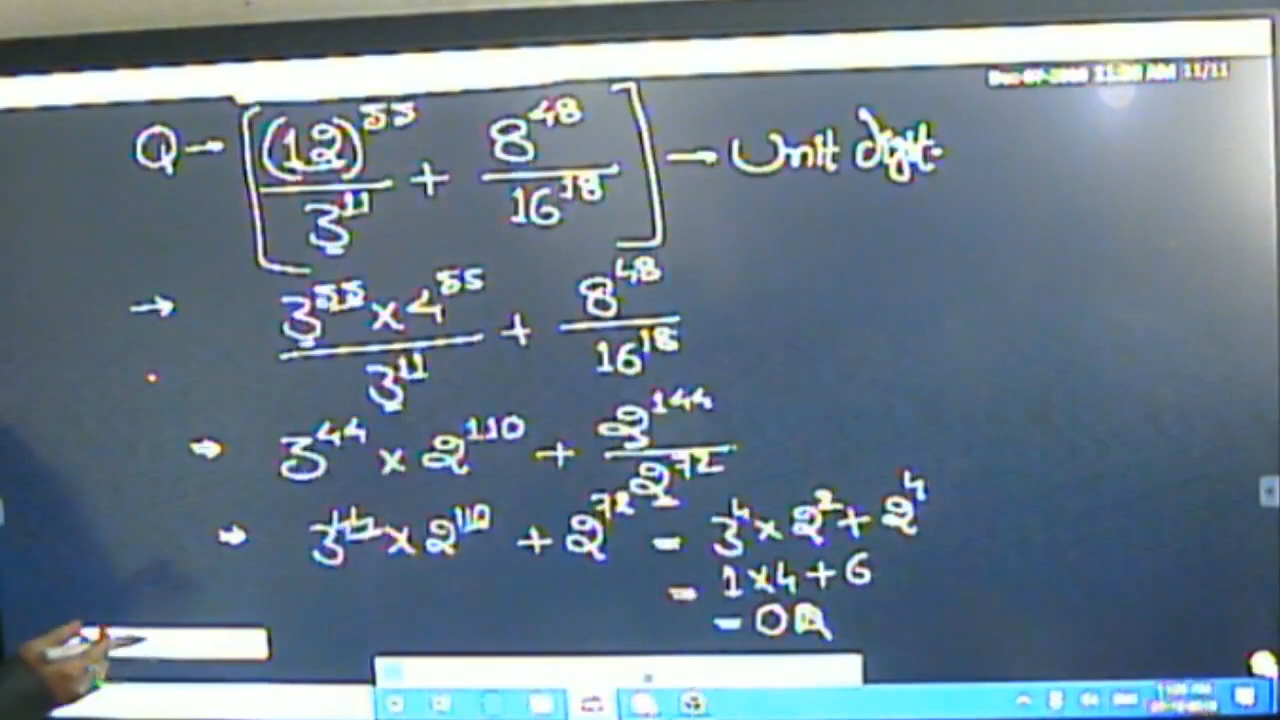 11/11
Q→ [(12)^55/3^11 + 8^48/16^18] → Unit digit.
→ 3^55 × 4^55/3^11 + 8^48/16^18
→ 3^44 × 2^110 + 2^144/2^72
→ 3^44 × 2^110 + 2^72 = 3^4 × 2^2 + 2^4
= 1 × 4 + 6
= 0